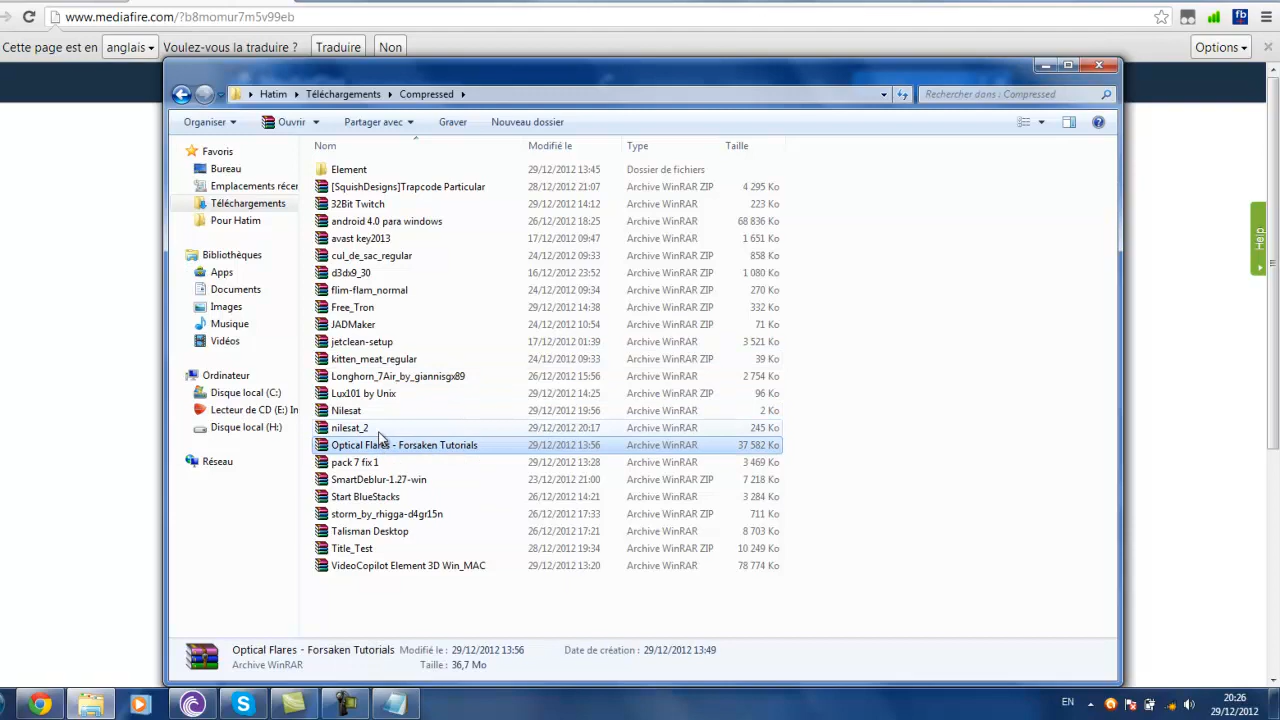 www.mediafire.com/?b8momur7m5v99eb
Cette page est en anglais Voulez-vous la traduire ? Traduire Non Options
Hatim Téléchargements Compressed Rechercher dans : Compressed
Organiser Ouvrir Partager avec Graver Nouveau dossier
Nom Modifié le Type Taille
Favoris
Bureau
Emplacements récen
Téléchargements
Pour Hatim
Bibliothèques
Apps
Documents
Images
Musique
Vidéos
Ordinateur
Disque local (C:)
Lecteur de CD (E:) In
Disque local (H:)
Réseau
Element 29/12/2012 13:45 Dossier de fichiers
[SquishDesigns]Trapcode Particular 28/12/2012 21:07 Archive WinRAR ZIP 4 295 Ko
32Bit Twitch 29/12/2012 14:12 Archive WinRAR 223 Ko
android 4.0 para windows 26/12/2012 18:25 Archive WinRAR 68 836 Ko
avast key2013 17/12/2012 09:47 Archive WinRAR 1 651 Ko
cul_de_sac_regular 24/12/2012 09:33 Archive WinRAR ZIP 858 Ko
d3dx9_30 16/12/2012 23:52 Archive WinRAR ZIP 1 080 Ko
flim-flam_normal 24/12/2012 09:34 Archive WinRAR ZIP 270 Ko
Free_Tron 29/12/2012 14:38 Archive WinRAR ZIP 332 Ko
JADMaker 24/12/2012 10:54 Archive WinRAR ZIP 71 Ko
jetclean-setup 17/12/2012 01:39 Archive WinRAR ZIP 3 521 Ko
kitten_meat_regular 24/12/2012 09:33 Archive WinRAR ZIP 39 Ko
Longhorn_7Air_by_giannisgx89 26/12/2012 15:56 Archive WinRAR 2 754 Ko
Lux101 by Unix 29/12/2012 14:25 Archive WinRAR ZIP 96 Ko
Nilesat 29/12/2012 19:56 Archive WinRAR 2 Ko
nilesat_2 29/12/2012 20:17 Archive WinRAR 245 Ko
Optical Flares - Forsaken Tutorials 29/12/2012 13:56 Archive WinRAR 37 582 Ko
pack 7 fix 1 29/12/2012 13:28 Archive WinRAR 3 469 Ko
SmartDeblur-1.27-win 23/12/2012 21:00 Archive WinRAR ZIP 7 218 Ko
Start BlueStacks 26/12/2012 14:21 Archive WinRAR 3 284 Ko
storm_by_rhigga-d4gr15n 26/12/2012 17:33 Archive WinRAR ZIP 711 Ko
Talisman Desktop 26/12/2012 17:21 Archive WinRAR 8 703 Ko
Title_Test 28/12/2012 19:34 Archive WinRAR ZIP 10 249 Ko
VideoCopilot Element 3D Win_MAC 29/12/2012 13:20 Archive WinRAR 78 774 Ko
Optical Flares - Forsaken Tutorials Modifié le : 29/12/2012 13:56 Date de création : 29/12/2012 13:49
Archive WinRAR Taille : 36,7 Mo
Help
EN 20:26
29/12/2012